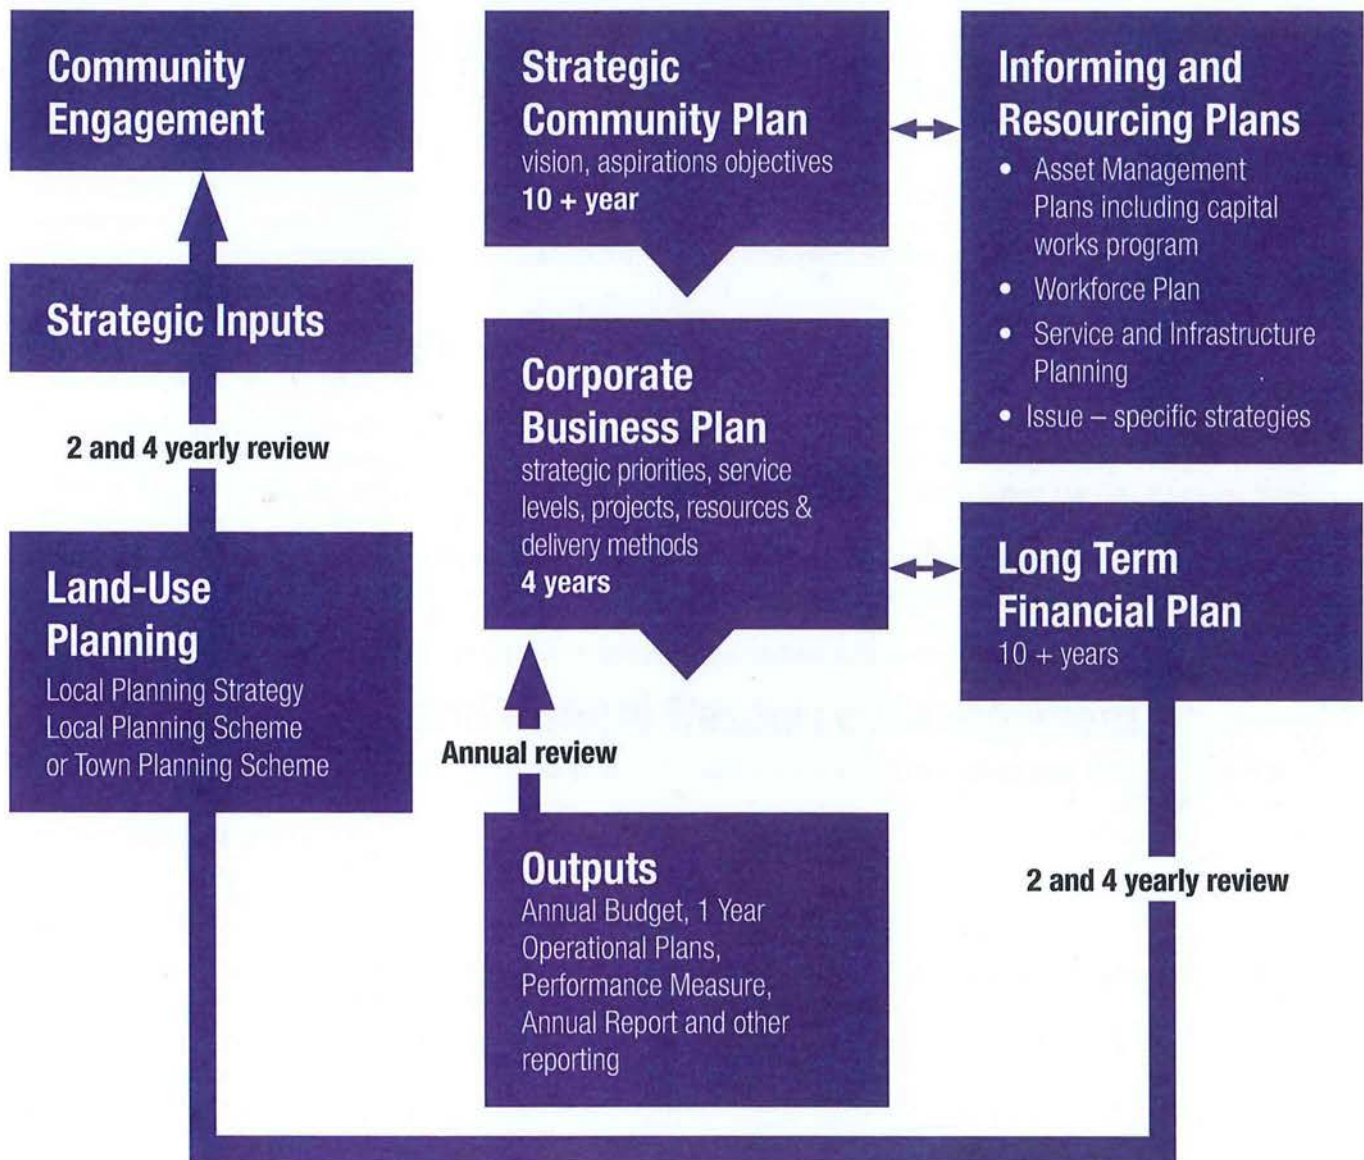 Community
Engagement
Strategic Inputs
2 and 4 yearly review
Land-Use
Planning
Local Planning Strategy
Local Planning Scheme
or Town Planning Scheme
Strategic
Community Plan
vision, aspirations objectives
10 + year
Corporate
Business Plan
strategic priorities, service
levels, projects, resources &
delivery methods
4 years
Annual review
Outputs
Annual Budget, 1 Year
Operational Plans,
Performance Measure,
Annual Report and other
reporting
Informing and
Resourcing Plans
• Asset Management
Plans including capital
works program
• Workforce Plan
• Service and Infrastructure
Planning
• Issue – specific strategies
Long Term
Financial Plan
10 + years
2 and 4 yearly review